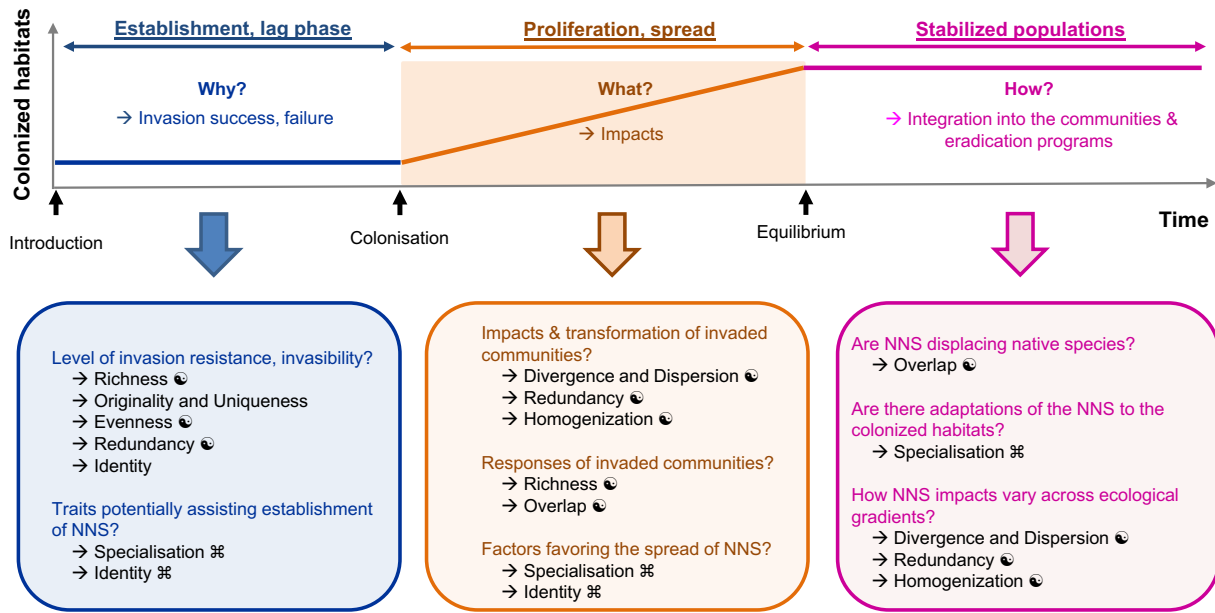 Establishment, lag phase
Proliferation, spread
Stabilized populations
Colonized habitats
Why?
→ Invasion success, failure
What?
→ Impacts
How?
→ Integration into the communities &
eradication programs
Introduction
Colonisation
Equilibrium
Time
Level of invasion resistance, invasibility?
→ Richness ☯
→ Originality and Uniqueness
→ Evenness ☯
→ Redundancy ☯
→ Identity
Traits potentially assisting establishment
of NNS?
→ Specialisation ⌘
→ Identity ⌘
Impacts & transformation of invaded
communities?
→ Divergence and Dispersion ☯
→ Redundancy ☯
→ Homogenization ☯
Responses of invaded communities?
→ Richness ☯
→ Overlap ☯
Factors favoring the spread of NNS?
→ Specialisation ⌘
→ Identity ⌘
Are NNS displacing native species?
→ Overlap ☯
Are there adaptations of the NNS to the
colonized habitats?
→ Specialisation ⌘
How NNS impacts vary across ecological
gradients?
→ Divergence and Dispersion ☯
→ Redundancy ☯
→ Homogenization ☯